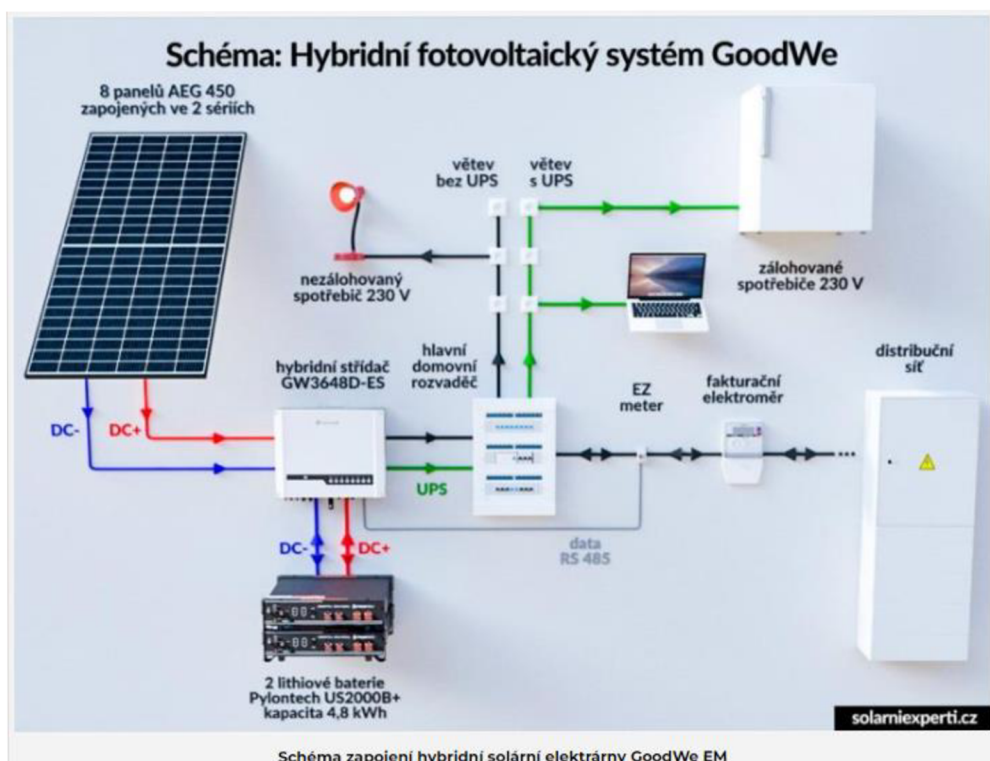 Schéma: Hybridní fotovoltaický systém GoodWe
8 panelů AEG 450
zapojených ve 2 sériích
větev
bez UPS
větev
s UPS
nezálohovaný
spotřebič 230 V
zálohované
spotřebiče 230 V
hybridní střídač
GW3648D-ES
hlavní
domovní
rozvaděč
EZ
meter
fakturační
elektroměr
distribuční
síť
DC-
DC+
UPS
data
RS 485
DC-
DC+
2 lithiové baterie
Pylontech US2000B+
kapacita 4,8 kWh
solarniexperti.cz
Schéma zapojení hybridní solární elektrárny GoodWe EM